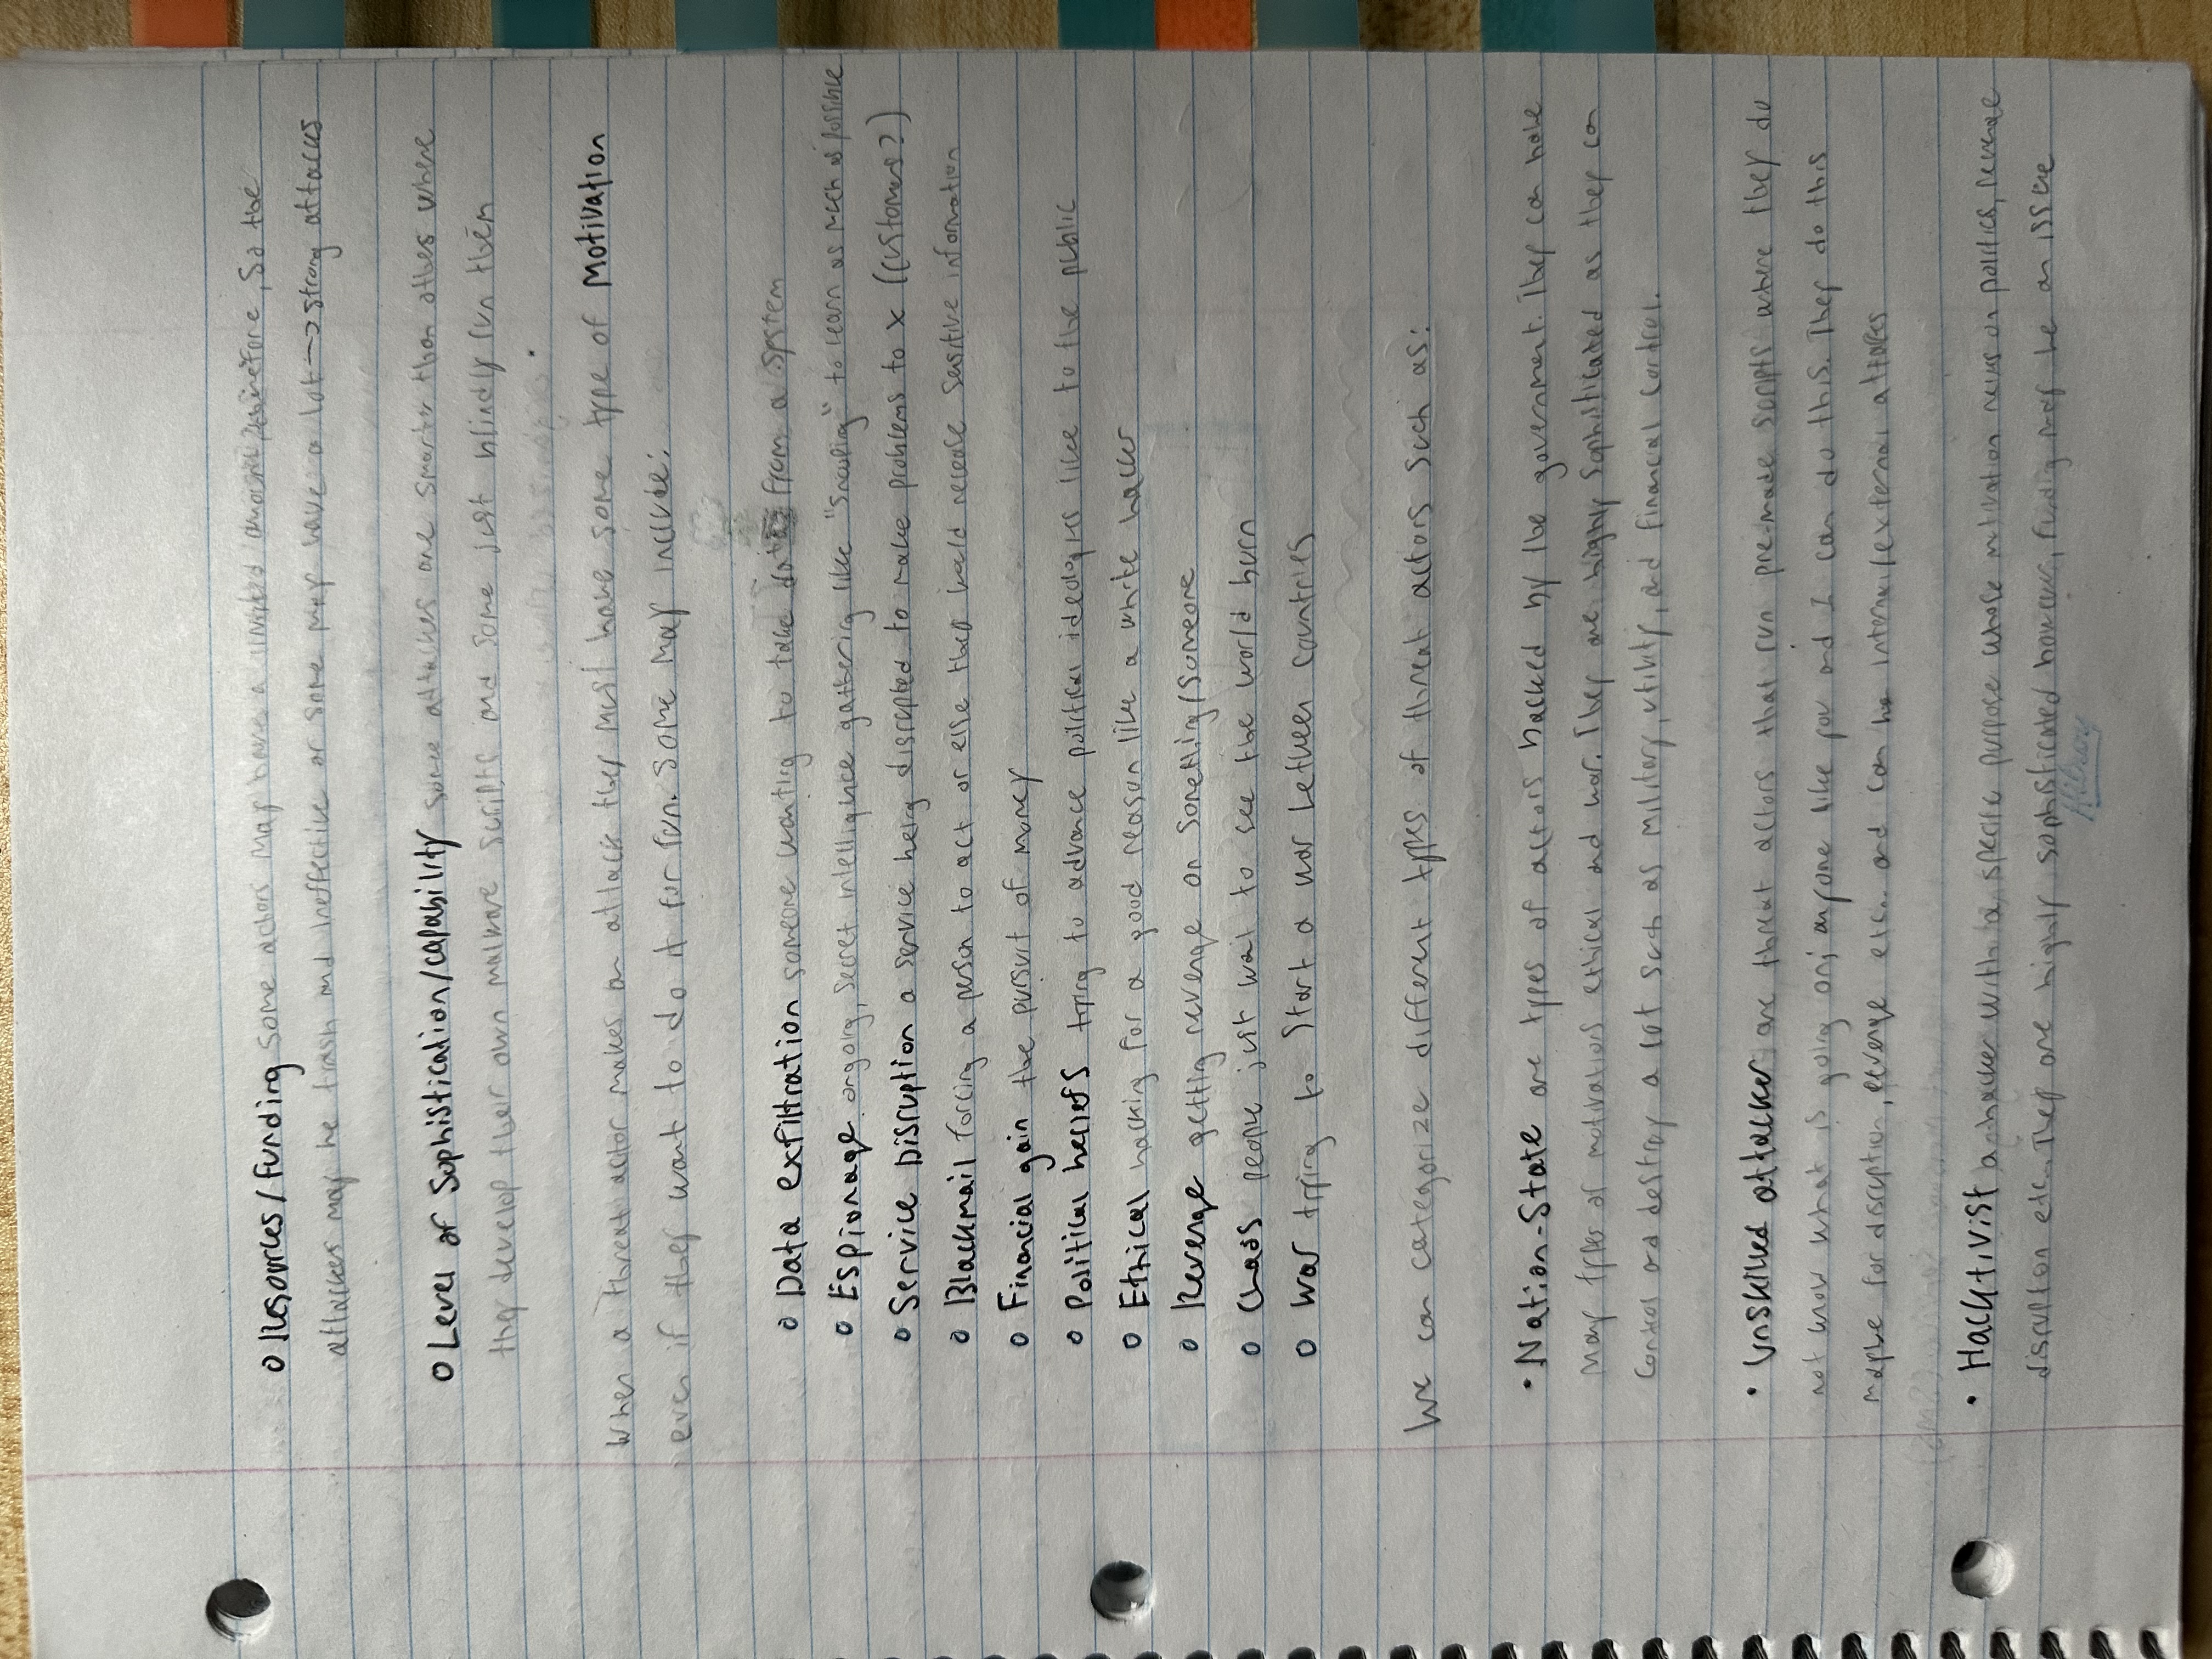 o Resources/Funding some actors may have a limited amount, therefore, so the
attackers may be trash and ineffective or some may have a lot → strong attacks
o Level of Sophistication/capability some attackers are smarter than others where
they develop their own malware scripts and some just blindly run them
When a threat actor makes an attack they must have some type of Motivation
even if they want to do it for fun. Some may include:
o Data exfiltration someone wanting to take data from a system
o Espionage ongoing, secret intelligence gathering like "snooping" to learn as much as possible
o Service Disruption a service being disrupted to make problems to x (customers?)
o Blackmail forcing a person to act or else they would release sensitive information
o Financial gain the pursuit of money
o Political beliefs trying to advance political ideologies like to the public
o Ethical hacking for a good reason like a white hacker
o Revenge getting revenge on something/someone
o Chaos people just want to see the world burn
o War trying to start a war between countries
We can categorize different types of threat actors such as:
• Nation-State are types of actors backed by the government. They can have
many types of motivations ethical and war. They are highly sophisticated as they can
control and destroy a lot such as military, utility, and financial control.
• Unskilled attacker are threat actors that run pre-made scripts where they do
not know what is going on; anyone like you and I can do this. They do this
maybe for disruption, revenge etc.. and can be internal/external attacks
• Hacktivist a hacker with a specific purpose whose motivation relies on politics, revenge
disruption etc.. They are highly sophisticated however, funding may be an issue